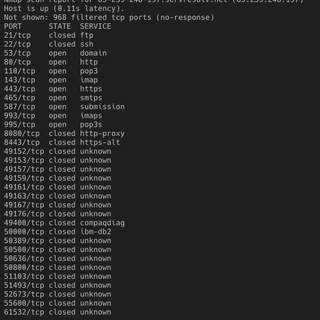 Host is up (0.11s latency).
Not shown: 968 filtered tcp ports (no-response)
PORT STATE SERVICE
21/tcp closed ftp
22/tcp closed ssh
53/tcp open domain
80/tcp open http
110/tcp open pop3
143/tcp open imap
443/tcp open https
465/tcp open smtps
587/tcp open submission
993/tcp open imaps
995/tcp open pop3s
8080/tcp closed http-proxy
8443/tcp closed https-alt
49152/tcp closed unknown
49153/tcp closed unknown
49157/tcp closed unknown
49159/tcp closed unknown
49161/tcp closed unknown
49163/tcp closed unknown
49167/tcp closed unknown
49176/tcp closed unknown
49400/tcp closed compaqdiag
50000/tcp closed ibm-db2
50389/tcp closed unknown
50500/tcp closed unknown
50636/tcp closed unknown
50800/tcp closed unknown
51103/tcp closed unknown
51493/tcp closed unknown
52673/tcp closed unknown
55600/tcp closed unknown
61532/tcp closed unknown